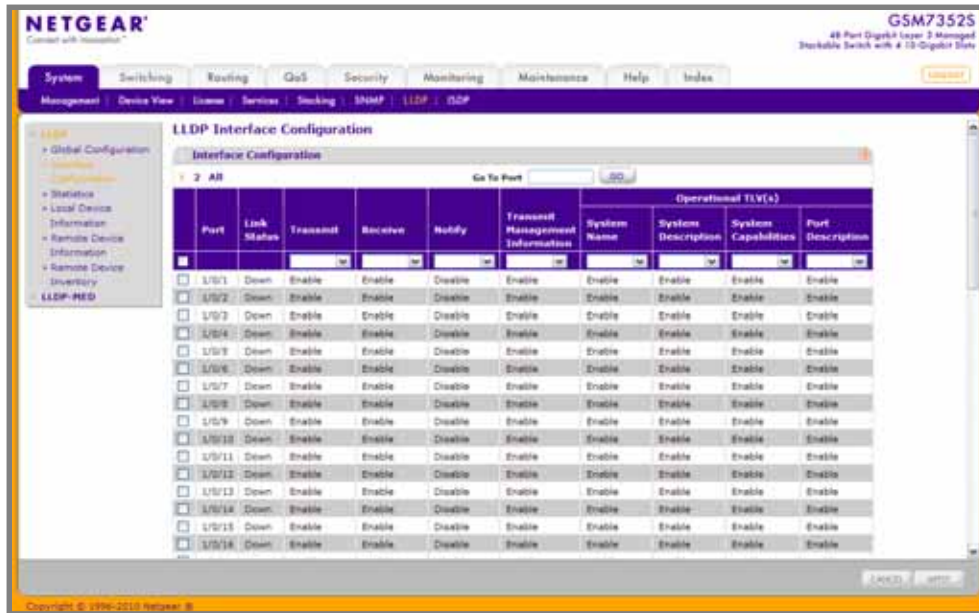 NETGEAR
Connect with Innovation
GSM7352S
48-Port Gigabit Layer 3 Managed
Stackable Switch with 4 10-Gigabit Slots
System Switching Routing QoS Security Monitoring Maintenance Help Index
LOGOUT
Management Device View License Services Stocking SNMP LLDP ISDP
LLDP
Global Configuration
Interface
Configuration
Statistics
Local Device
Information
Remote Device
Information
Remote Device
Inventory
LLDP-MED
LLDP Interface Configuration
Interface Configuration
1 2 All Go To Port GO
Operational TLV(s)
Port Link Status Transmit Receive Notify Transmit Management Information System Name System Description System Capabilities Port Description
1/0/1 Down Enable Enable Disable Enable Enable Enable Enable Enable
1/0/2 Down Enable Enable Disable Enable Enable Enable Enable Enable
1/0/3 Down Enable Enable Disable Enable Enable Enable Enable Enable
1/0/4 Down Enable Enable Disable Enable Enable Enable Enable Enable
1/0/5 Down Enable Enable Disable Enable Enable Enable Enable Enable
1/0/6 Down Enable Enable Disable Enable Enable Enable Enable Enable
1/0/7 Down Enable Enable Disable Enable Enable Enable Enable Enable
1/0/8 Down Enable Enable Disable Enable Enable Enable Enable Enable
1/0/9 Down Enable Enable Disable Enable Enable Enable Enable Enable
1/0/10 Down Enable Enable Disable Enable Enable Enable Enable Enable
1/0/11 Down Enable Enable Disable Enable Enable Enable Enable Enable
1/0/12 Down Enable Enable Disable Enable Enable Enable Enable Enable
1/0/13 Down Enable Enable Disable Enable Enable Enable Enable Enable
1/0/14 Down Enable Enable Disable Enable Enable Enable Enable Enable
1/0/15 Down Enable Enable Disable Enable Enable Enable Enable Enable
1/0/16 Down Enable Enable Disable Enable Enable Enable Enable Enable
CANCEL APPLY
Copyright © 1996-2010 Netgear ®